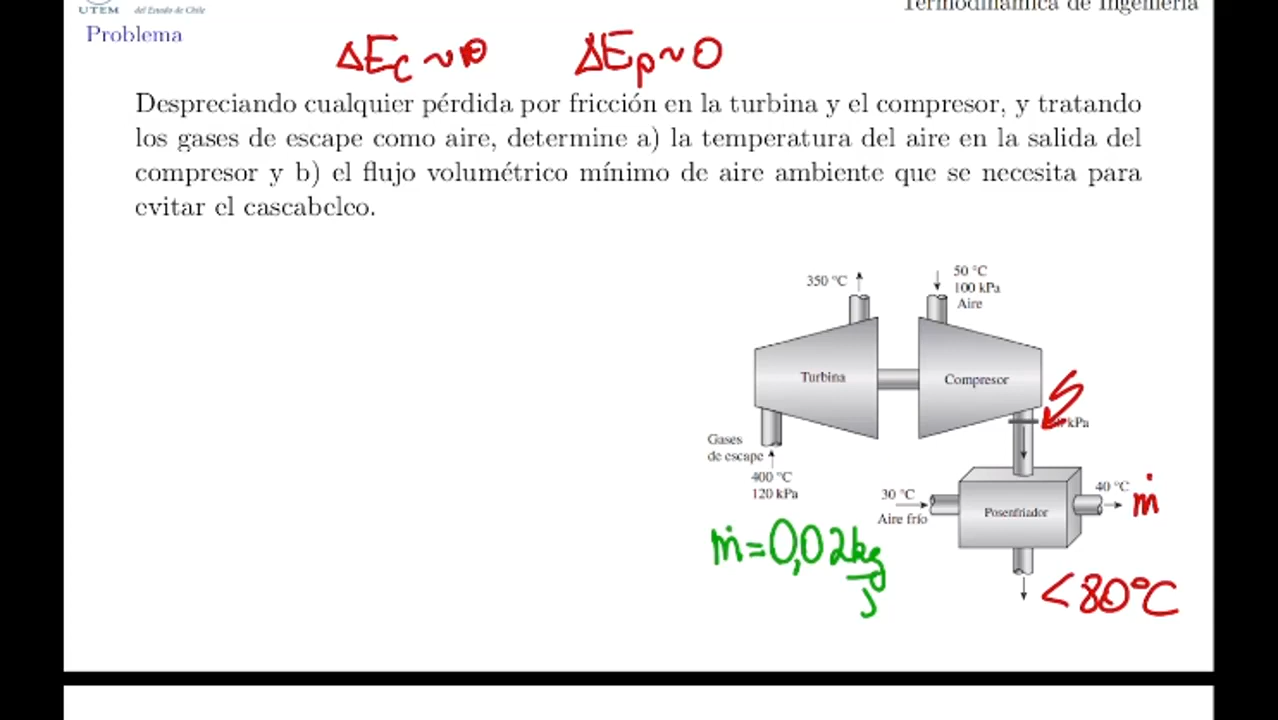 UTEM del Estado de Chile
Termodinámica de Ingeniería
Problema
ΔEc ~ 0 ΔEp ~ 0
Despreciando cualquier pérdida por fricción en la turbina y el compresor, y tratando
los gases de escape como aire, determine a) la temperatura del aire en la salida del
compresor y b) el flujo volumétrico mínimo de aire ambiente que se necesita para
evitar el cascabeleo.
350 °C
50 °C
100 kPa
Aire
Turbina
Compresor
kPa
Gases
de escape
400 °C
120 kPa
30 °C
Aire frío
Posenfriador
40 °C
ṁ
ṁ = 0,02 kg/s
< 80°C